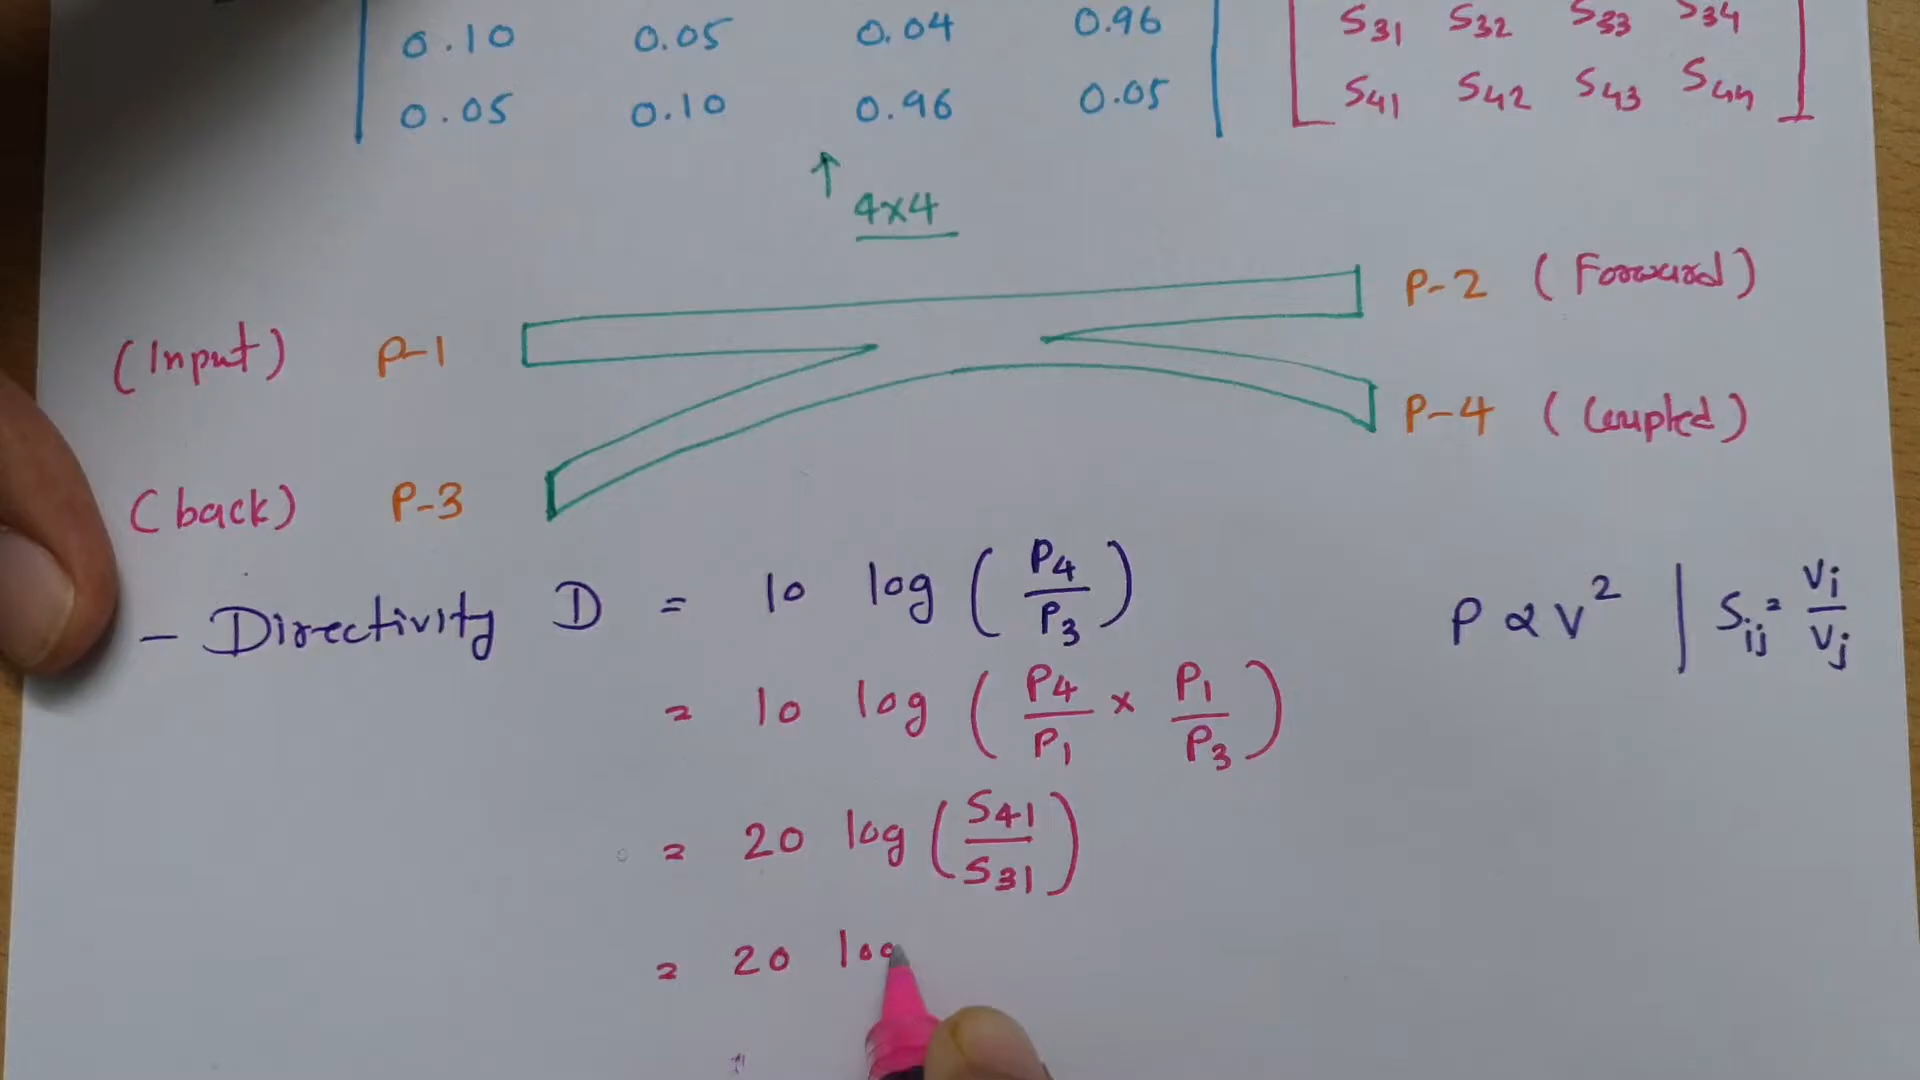 0.10 0.05 0.04 0.96 S31 S32 S33 S34
0.05 0.10 0.96 0.05 S41 S42 S43 S44
↑ 4x4
P-2 (Forward)
(Input) P-1
P-4 (Coupled)
(back) P-3
- Directivity D = 10 log (P4/P3) P ∝ V² | Sij = Vi/Vj
= 10 log (P4/P1 × P1/P3)
= 20 log (S41/S31)
= 20 log